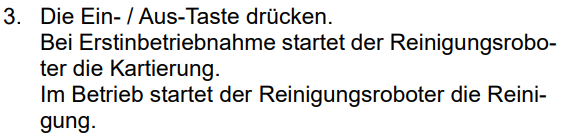 3. Die Ein- / Aus-Taste drücken.
Bei Erstinbetriebnahme startet der Reinigungsrobo-
ter die Kartierung.
Im Betrieb startet der Reinigungsroboter die Reini-
gung.